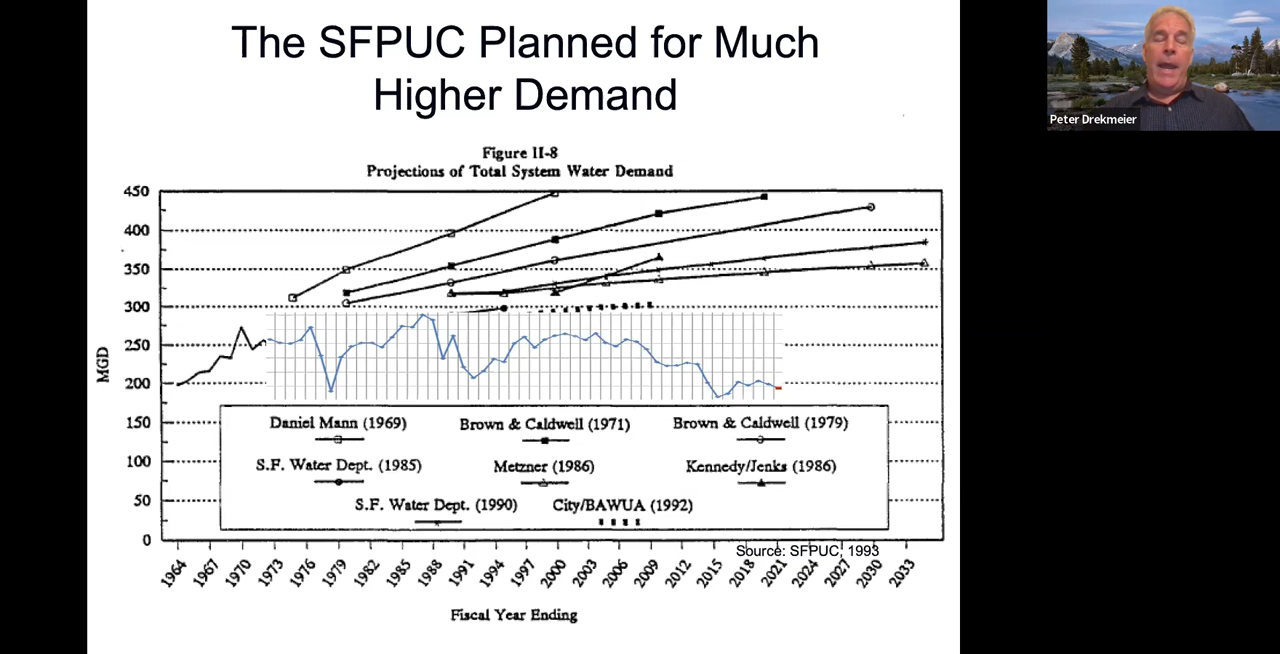 The SFPUC Planned for Much
Higher Demand
Peter Drekmeier
Figure II-8
Projections of Total System Water Demand
450
400
350
300
250
200
150
100
50
0
MGD
Daniel Mann (1969)
Brown & Caldwell (1971)
Brown & Caldwell (1979)
S.F. Water Dept. (1985)
Metzner (1986)
Kennedy/Jenks (1986)
S.F. Water Dept. (1990)
City/BAWUA (1992)
Source: SFPUC, 1993
1964
1967
1970
1973
1976
1979
1982
1985
1988
1991
1994
1997
2000
2003
2006
2009
2012
2015
2018
2021
2024
2027
2030
2033
Fiscal Year Ending